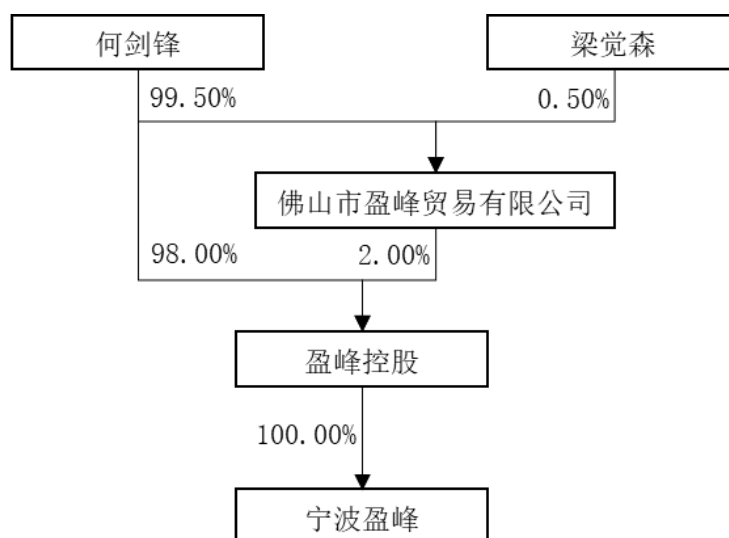 何剑锋
梁觉森
99.50%
0.50%
佛山市盈峰贸易有限公司
98.00%
2.00%
盈峰控股
100.00%
宁波盈峰